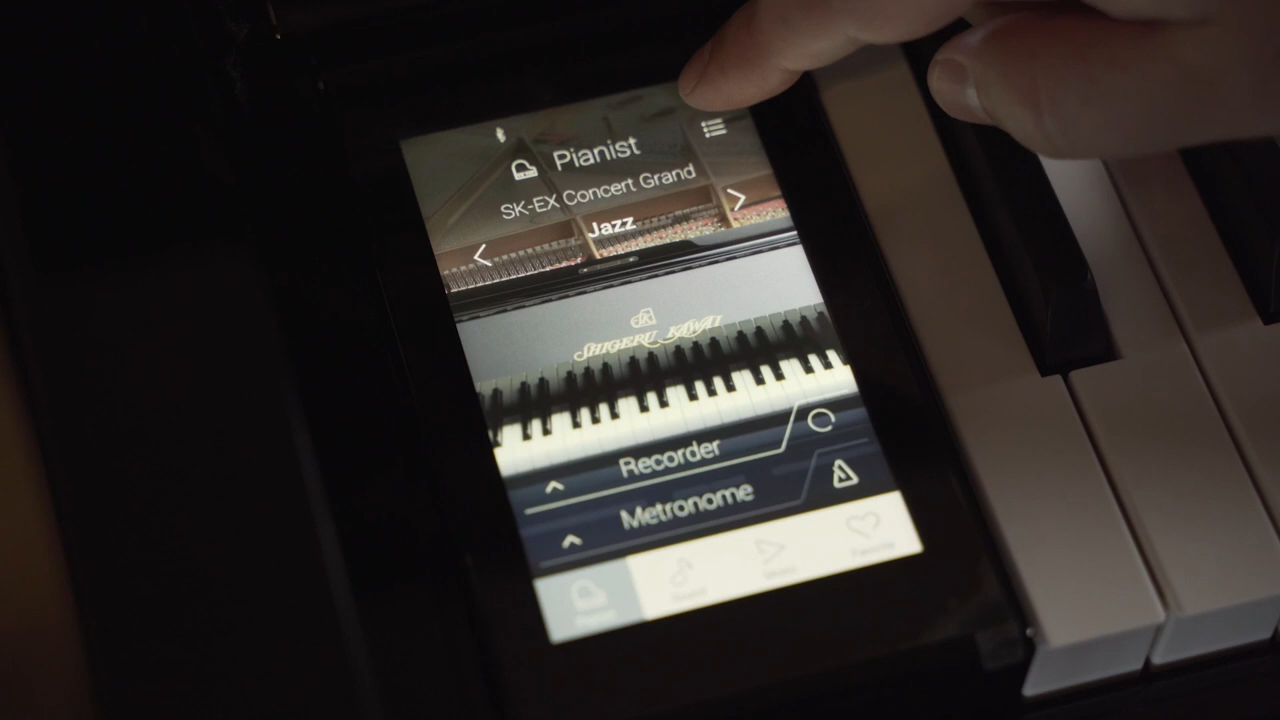 Pianist
SK-EX Concert Grand
Jazz
SK
SHIGERU KAWAI
Recorder
Metronome